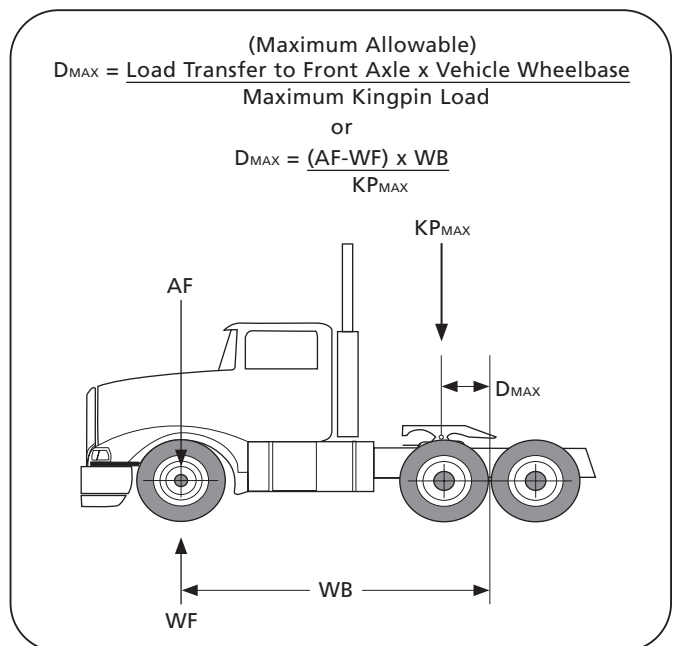 (Maximum Allowable)
DMAX = Load Transfer to Front Axle x Vehicle Wheelbase
Maximum Kingpin Load
or
DMAX = (AF-WF) x WB
KPMAX
KPMAX
AF
DMAX
WB
WF